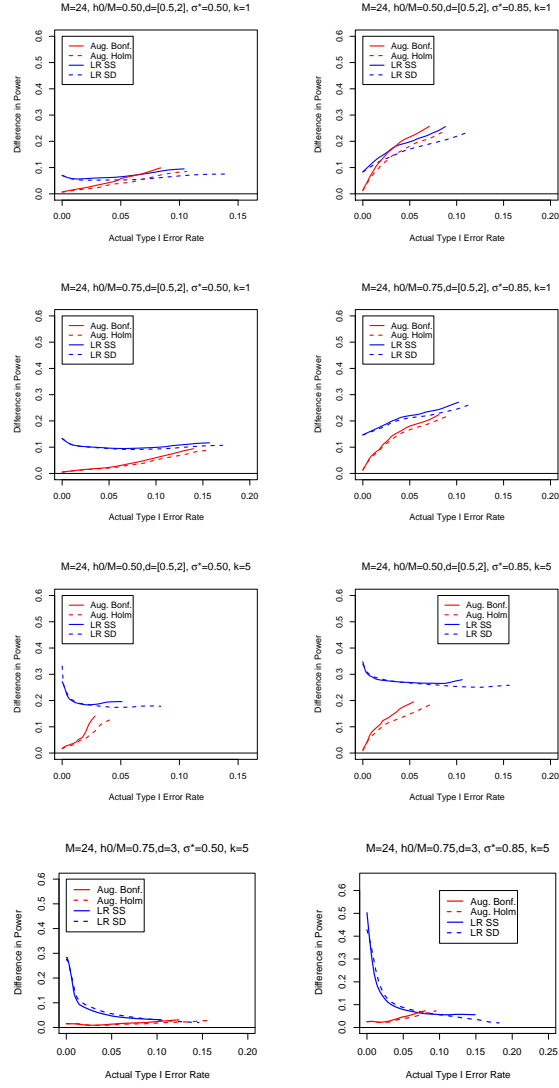 M=24, h0/M=0.50,d=[0.5,2], σ*=0.50, k=1
Difference in Power
0.0 0.1 0.2 0.3 0.4 0.5 0.6
Aug. Bonf.
Aug. Holm
LR SS
LR SD
0.00 0.05 0.10 0.15
Actual Type I Error Rate
M=24, h0/M=0.50,d=[0.5,2], σ*=0.85, k=1
Difference in Power
0.0 0.1 0.2 0.3 0.4 0.5 0.6
Aug. Bonf.
Aug. Holm
LR SS
LR SD
0.00 0.05 0.10 0.15 0.20
Actual Type I Error Rate
M=24, h0/M=0.75,d=[0.5,2], σ*=0.50, k=1
Difference in Power
0.0 0.1 0.2 0.3 0.4 0.5 0.6
Aug. Bonf.
Aug. Holm
LR SS
LR SD
0.00 0.05 0.10 0.15 0.20
Actual Type I Error Rate
M=24, h0/M=0.75,d=[0.5,2], σ*=0.85, k=1
Difference in Power
0.0 0.1 0.2 0.3 0.4 0.5 0.6
Aug. Bonf.
Aug. Holm
LR SS
LR SD
0.00 0.05 0.10 0.15 0.20
Actual Type I Error Rate
M=24, h0/M=0.50,d=[0.5,2], σ*=0.50, k=5
Difference in Power
0.0 0.1 0.2 0.3 0.4 0.5 0.6
Aug. Bonf.
Aug. Holm
LR SS
LR SD
0.00 0.05 0.10 0.15
Actual Type I Error Rate
M=24, h0/M=0.50,d=[0.5,2], σ*=0.85, k=5
Difference in Power
0.0 0.1 0.2 0.3 0.4 0.5 0.6
Aug. Bonf.
Aug. Holm
LR SS
LR SD
0.00 0.05 0.10 0.15 0.20
Actual Type I Error Rate
M=24, h0/M=0.75,d=3, σ*=0.50, k=5
Difference in Power
0.0 0.1 0.2 0.3 0.4 0.5 0.6
Aug. Bonf.
Aug. Holm
LR SS
LR SD
0.00 0.05 0.10 0.15 0.20
Actual Type I Error Rate
M=24, h0/M=0.75,d=3, σ*=0.85, k=5
Difference in Power
0.0 0.1 0.2 0.3 0.4 0.5 0.6
Aug. Bonf.
Aug. Holm
LR SS
LR SD
0.00 0.05 0.10 0.15 0.20 0.25
Actual Type I Error Rate